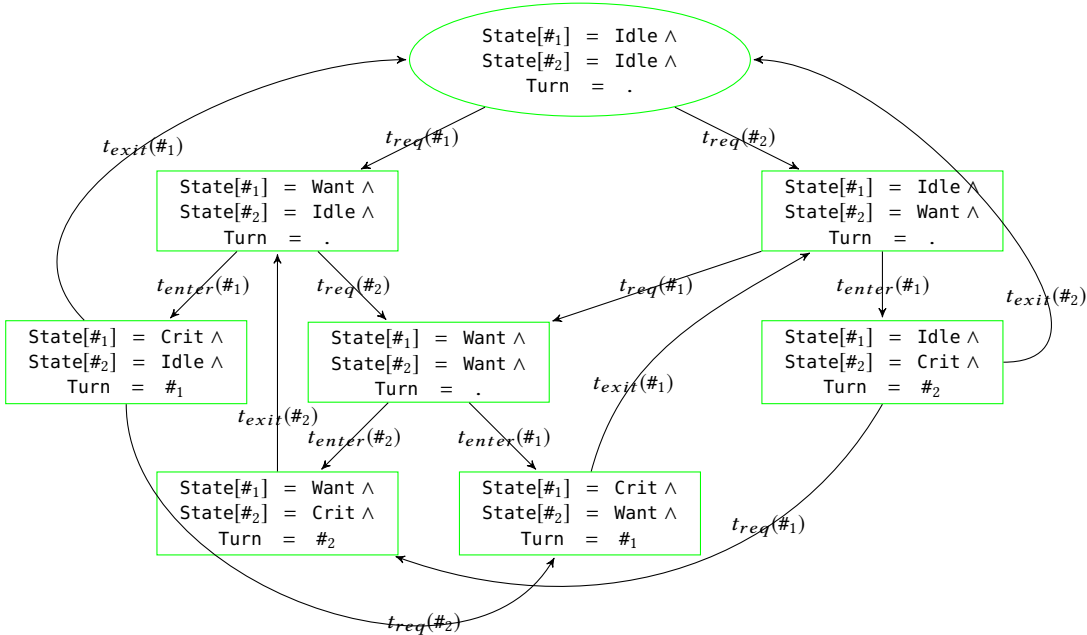 State[#₁] = Idle ∧
State[#₂] = Idle ∧
Turn = .
t_exit(#₁)
t_req(#₁)
t_req(#₂)
State[#₁] = Want ∧
State[#₂] = Idle ∧
Turn = .
State[#₁] = Idle ∧
State[#₂] = Want ∧
Turn = .
t_enter(#₁)
t_req(#₂)
t_req(#₁)
t_enter(#₁)
t_exit(#₂)
State[#₁] = Crit ∧
State[#₂] = Idle ∧
Turn = #₁
State[#₁] = Want ∧
State[#₂] = Want ∧
Turn = .
State[#₁] = Idle ∧
State[#₂] = Crit ∧
Turn = #₂
t_exit(#₁)
t_exit(#₂)
t_enter(#₂)
t_enter(#₁)
State[#₁] = Want ∧
State[#₂] = Crit ∧
Turn = #₂
State[#₁] = Crit ∧
State[#₂] = Want ∧
Turn = #₁
t_req(#₁)
t_req(#₂)